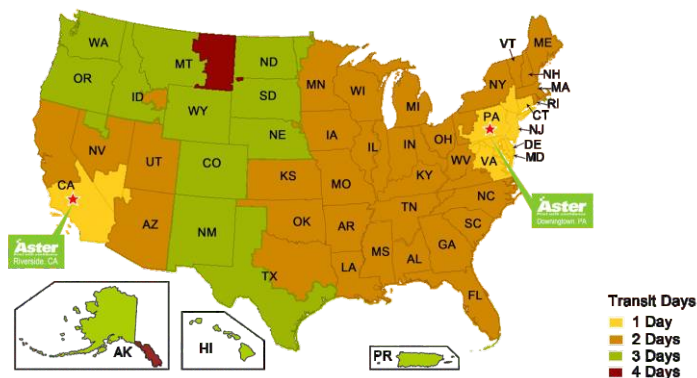 WA
MT
ND
OR
ID
SD
WY
NE
NV
UT
CO
CA
AZ
NM
KS
OK
TX
MN
WI
MI
IA
IL
IN
OH
MO
KY
WV
VA
PA
NY
VT
ME
NH
MA
RI
CT
NJ
DE
MD
TN
NC
SC
AR
MS
AL
GA
LA
FL
Aster
Riverside, CA
Aster
Downingtown, PA
AK
HI
PR
Transit Days
1 Day
2 Days
3 Days
4 Days